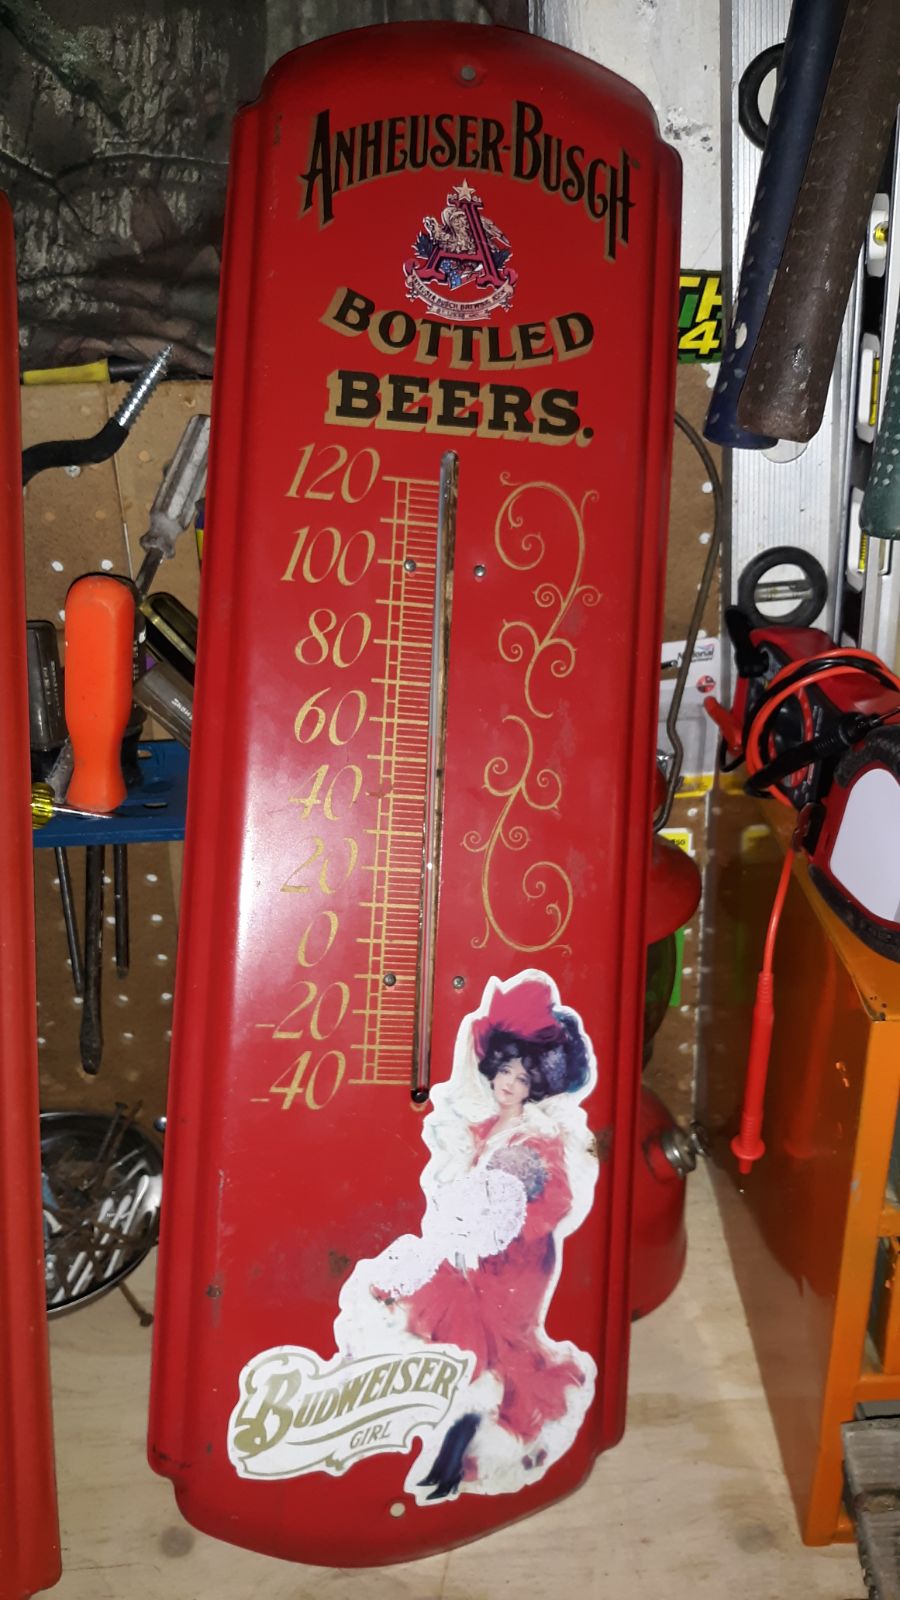 ANHEUSER-BUSCH
A
BOTTLED
BEERS.
120
100
80
60
40
20
0
-20
-40
BUDWEISER
GIRL